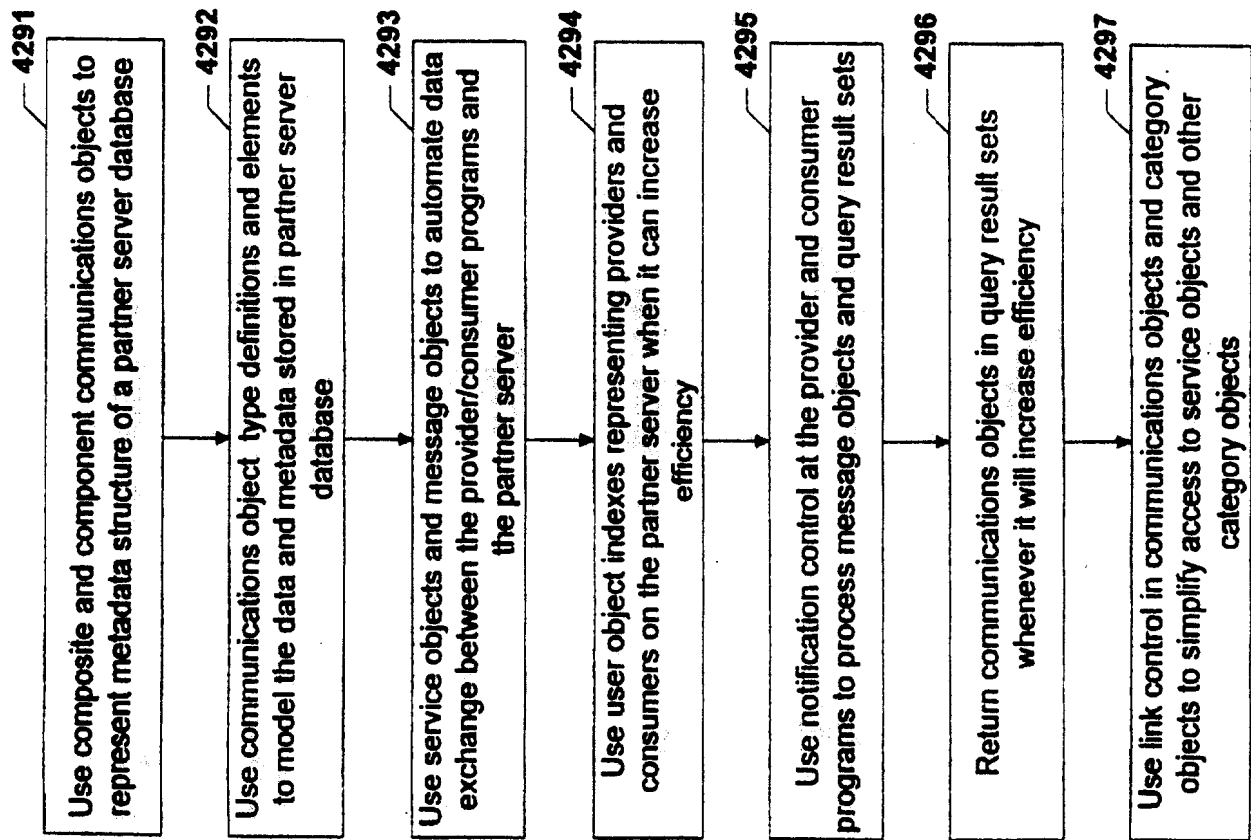 4291
Use composite and component communications objects to
represent metadata structure of a partner server database
4292
Use communications object type definitions and elements
to model the data and metadata stored in partner server
database
4293
Use service objects and message objects to automate data
exchange between the provider/consumer programs and
the partner server
4294
Use user object indexes representing providers and
consumers on the partner server when it can increase
efficiency
4295
Use notification control at the provider and consumer
programs to process message objects and query result sets
4296
Return communications objects in query result sets
whenever it will increase efficiency
4297
Use link control in communications objects and category.
objects to simplify access to service objects and other
category objects